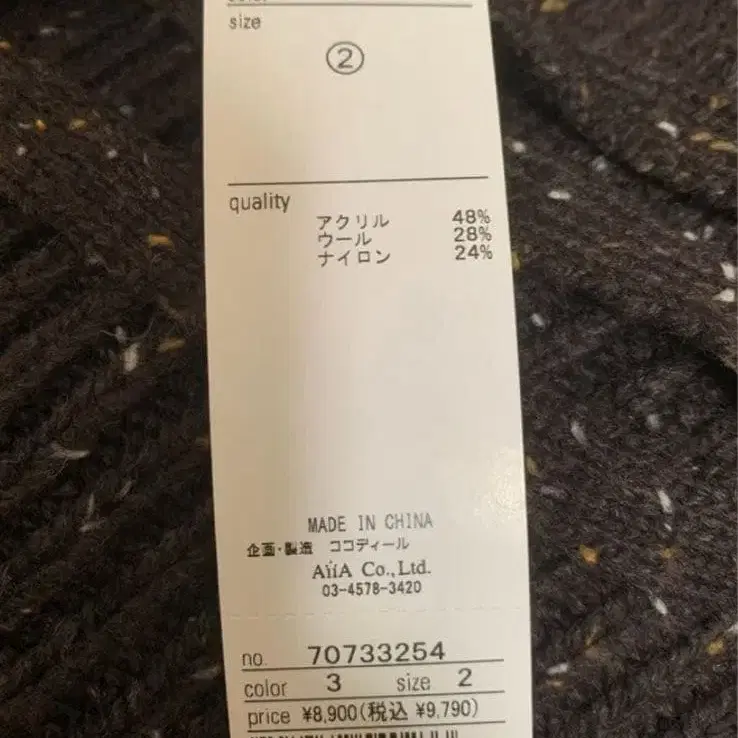 size
②
quality
アクリル 48%
ウール 28%
ナイロン 24%
MADE IN CHINA
企画・製造 ココディール
AïiA Co., Ltd.
03-4578-3420
no. 70733254
color 3 size 2
price ¥8,900(税込 ¥9,790)